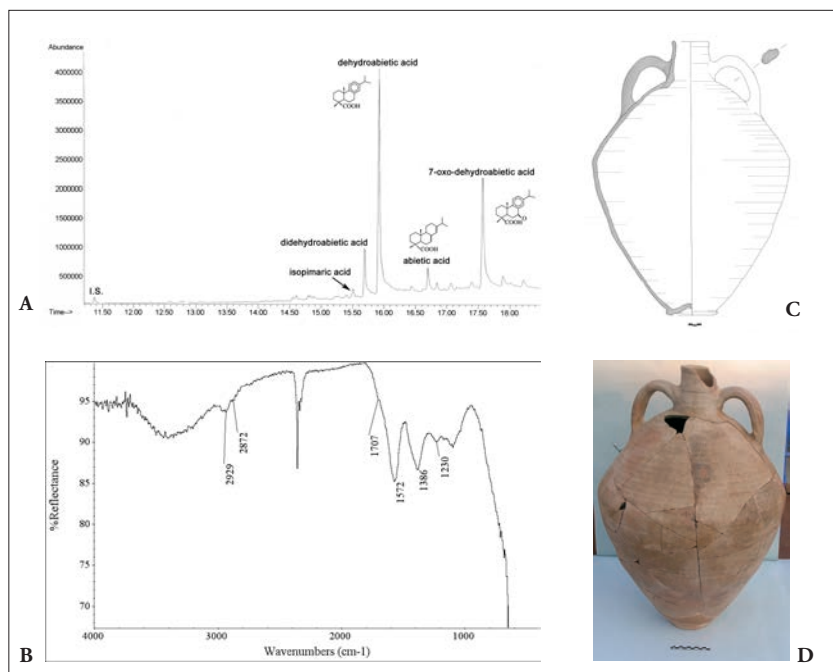 Abundance
4000000
3500000
3000000
2500000
2000000
1500000
1000000
500000
dehydroabietic acid
COOH
7-oxo-dehydroabietic acid
O
COOH
didehydroabietic acid
COOH
abietic acid
isopimaric acid
I.S.
Time-->
11.50 12.00 12.50 13.00 13.50 14.00 14.50 15.00 15.50 16.00 16.50 17.00 17.50 18.00
A
C
%Reflectance
95
90
85
80
75
70
2929
2872
1707
1572
1386
1230
4000 3000 2000 1000
Wavenumbers (cm-1)
B
D